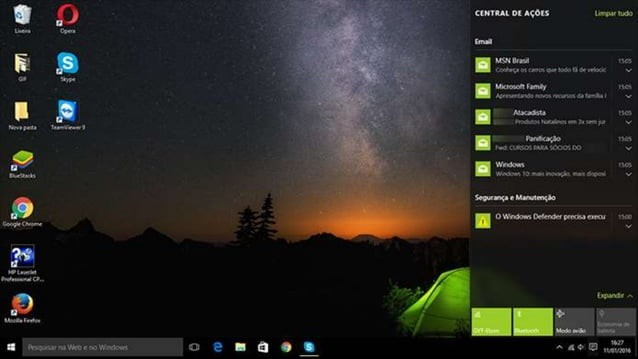 Lixeira
Opera
CENTRAL DE AÇÕES
Limpar tudo
Email
GIF
Skype
MSN Brasil
15:05
Conheça os carros que todo fã de velocid
Microsoft Family
15:05
Apresentando novos recursos da família l
Nova pasta
TeamViewer 9
Atacadista
15:05
Produtos Natalinos em 3x sem jur
Panificação
15:05
Fwd: CURSOS PARA SÓCIOS DO
BlueStacks
Windows
15:05
Windows 10: mais inovação, mais disposi
Segurança e Manutenção
Google Chrome
O Windows Defender precisa execu
15:00
HP LaserJet
Professional CP...
Mozilla Firefox
Expandir
Bluetooth
Modo avião
Economia de
bateria
Pesquisar na Web e no Windows
16:27
11/01/2016